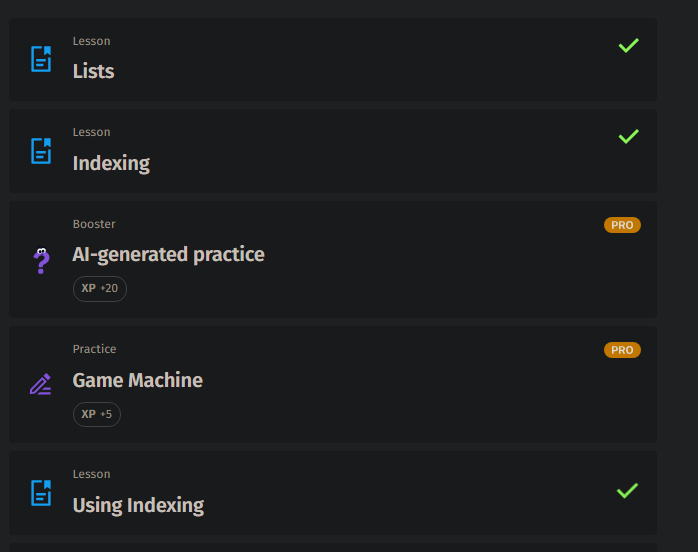 Lesson
Lists
Lesson
Indexing
Booster
PRO
AI-generated practice
XP +20
Practice
PRO
Game Machine
XP +5
Lesson
Using Indexing